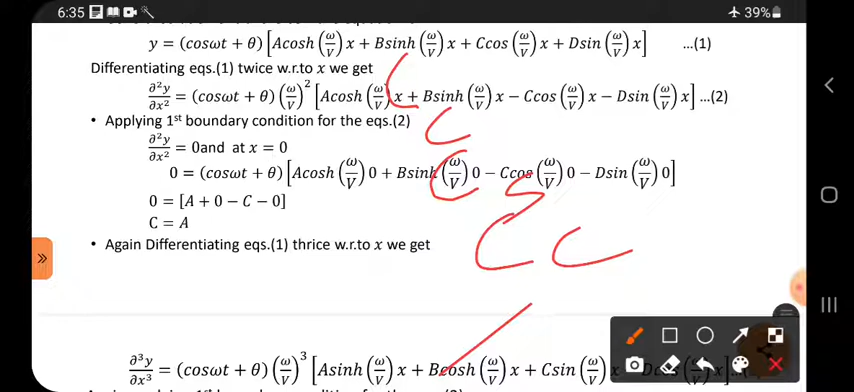 6:35
39%
y = (cosωt + θ) [Acosh (ω/V) x + Bsinh (ω/V) x + Ccos (ω/V) x + Dsin (ω/V) x] ...(1)
Differentiating eqs.(1) twice w.r.to x we get
∂²y/∂x² = (cosωt + θ) (ω/V)² [Acosh (ω/V) x + Bsinh (ω/V) x − Ccos (ω/V) x − Dsin (ω/V) x] ...(2)
• Applying 1st boundary condition for the eqs.(2)
∂²y/∂x² = 0and at x = 0
0 = (cosωt + θ) [Acosh (ω/V) 0 + Bsinh (ω/V) 0 − Ccos (ω/V) 0 − Dsin (ω/V) 0]
0 = [A + 0 − C − 0]
C = A
• Again Differentiating eqs.(1) thrice w.r.to x we get
∂³y/∂x³ = (cosωt + θ) (ω/V)³ [Asinh (ω/V) x + Bcosh (ω/V) x + Csin (ω/V)